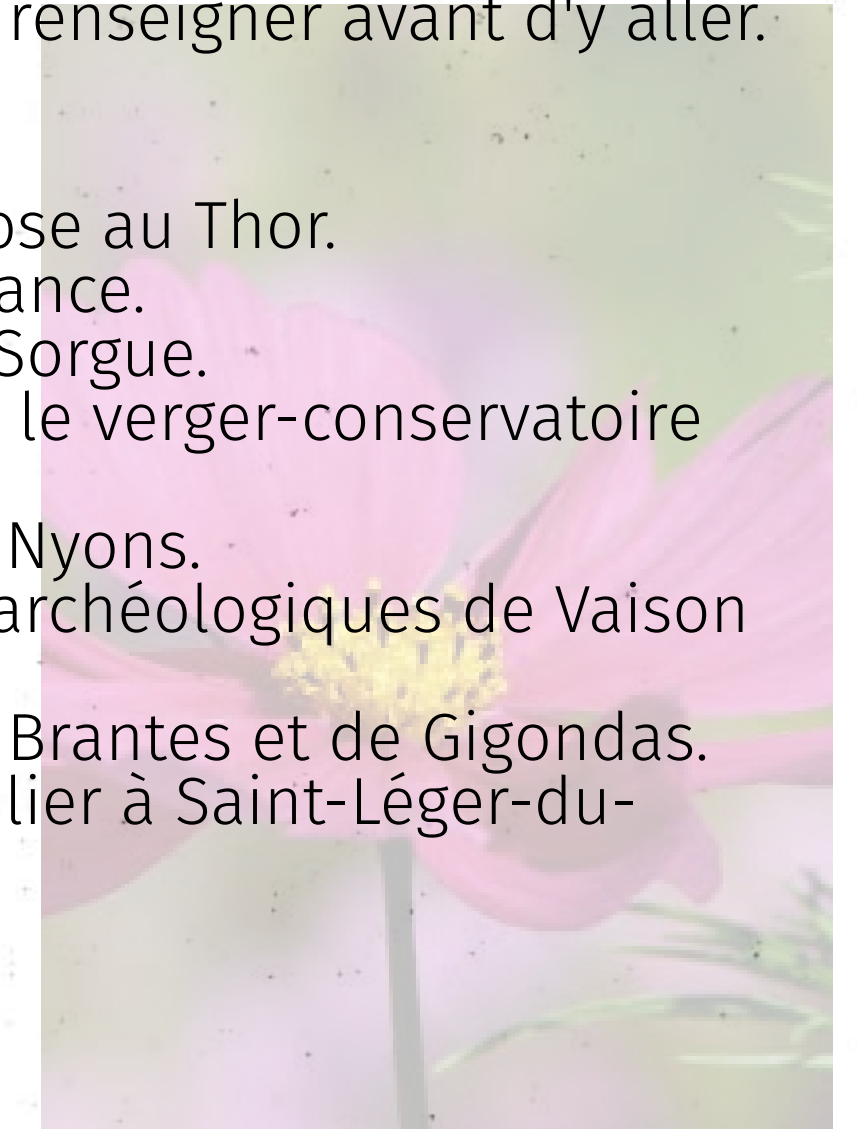 renseigner avant d'y aller.
ose au Thor.
ance.
Sorgue.
le verger-conservatoire
Nyons.
archéologiques de Vaison
Brantes et de Gigondas.
lier à Saint-Léger-du-